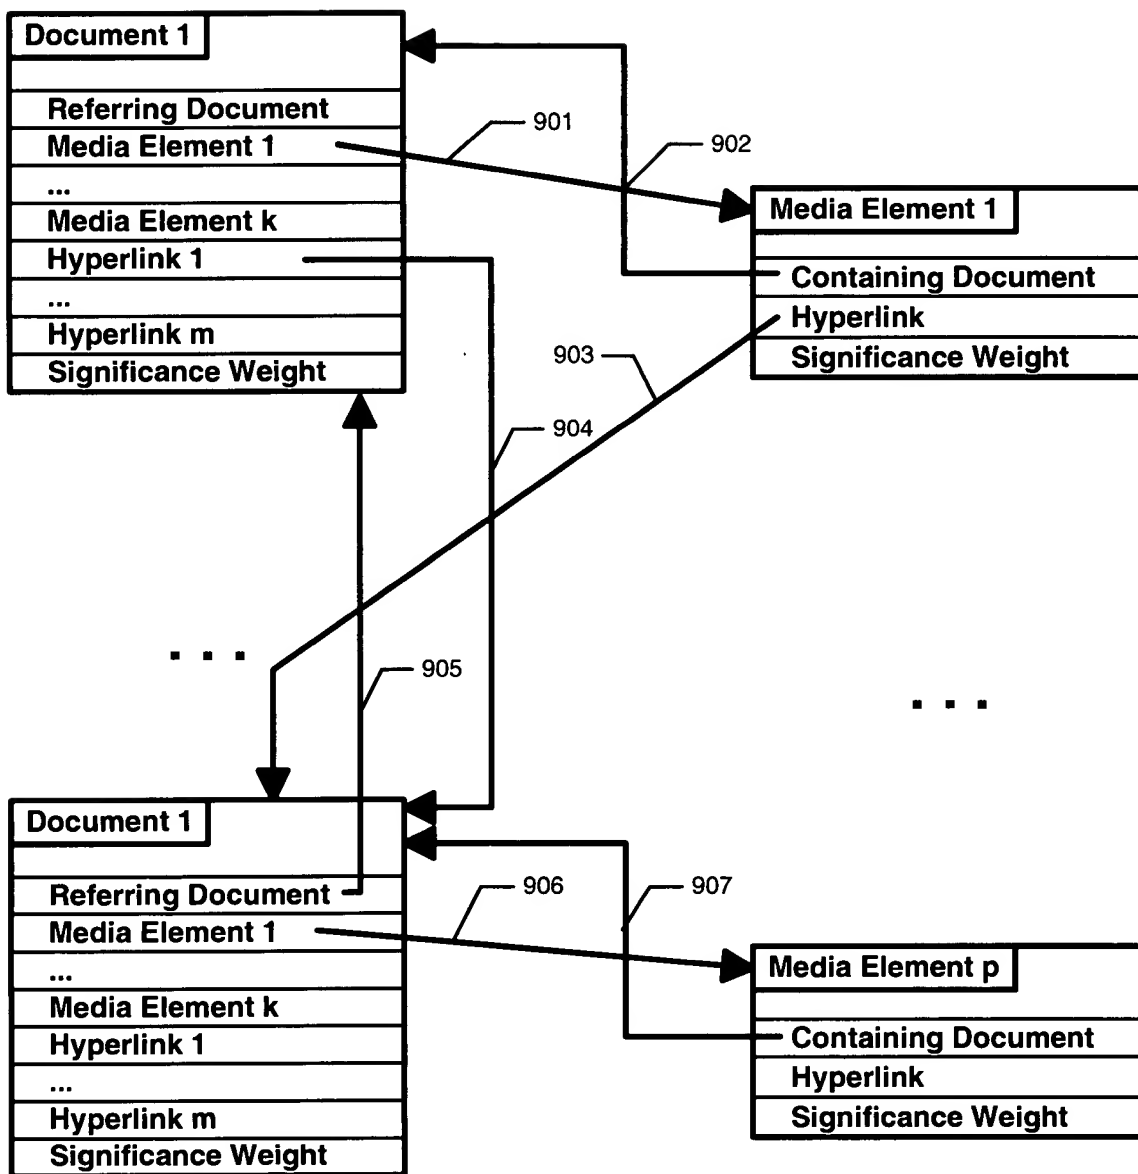 Document 1
Referring Document
Media Element 1
...
Media Element k
Hyperlink 1
...
Hyperlink m
Significance Weight
901
902
Media Element 1
Containing Document
Hyperlink
Significance Weight
903
904
. . .
905
. . .
Document 1
Referring Document
Media Element 1
...
Media Element k
Hyperlink 1
...
Hyperlink m
Significance Weight
906
907
Media Element p
Containing Document
Hyperlink
Significance Weight